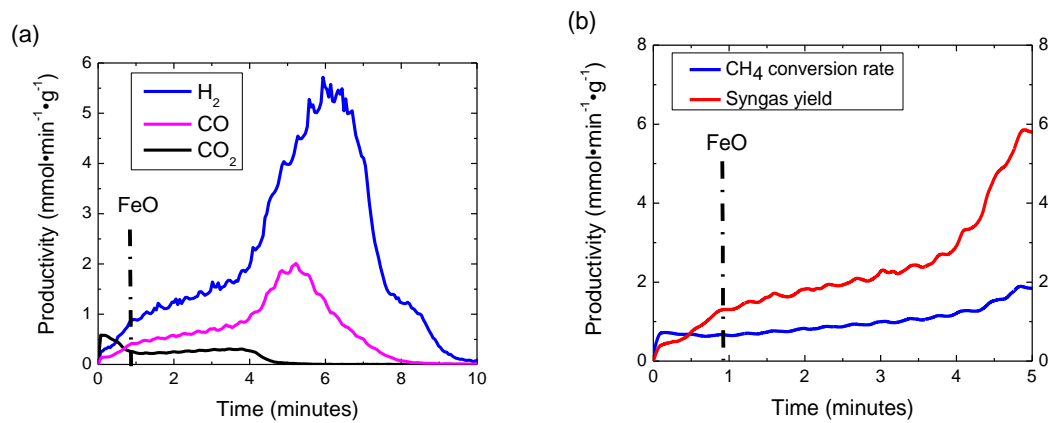 (a)
Productivity (mmol•min⁻¹•g⁻¹)
6
5
4
3
2
1
0
H₂
CO
CO₂
FeO
0 2 4 6 8 10
Time (minutes)
(b)
Productivity (mmol•min⁻¹•g⁻¹)
8
6
4
2
0
CH₄ conversion rate
Syngas yield
FeO
8
6
4
2
0
0 1 2 3 4 5
Time (minutes)